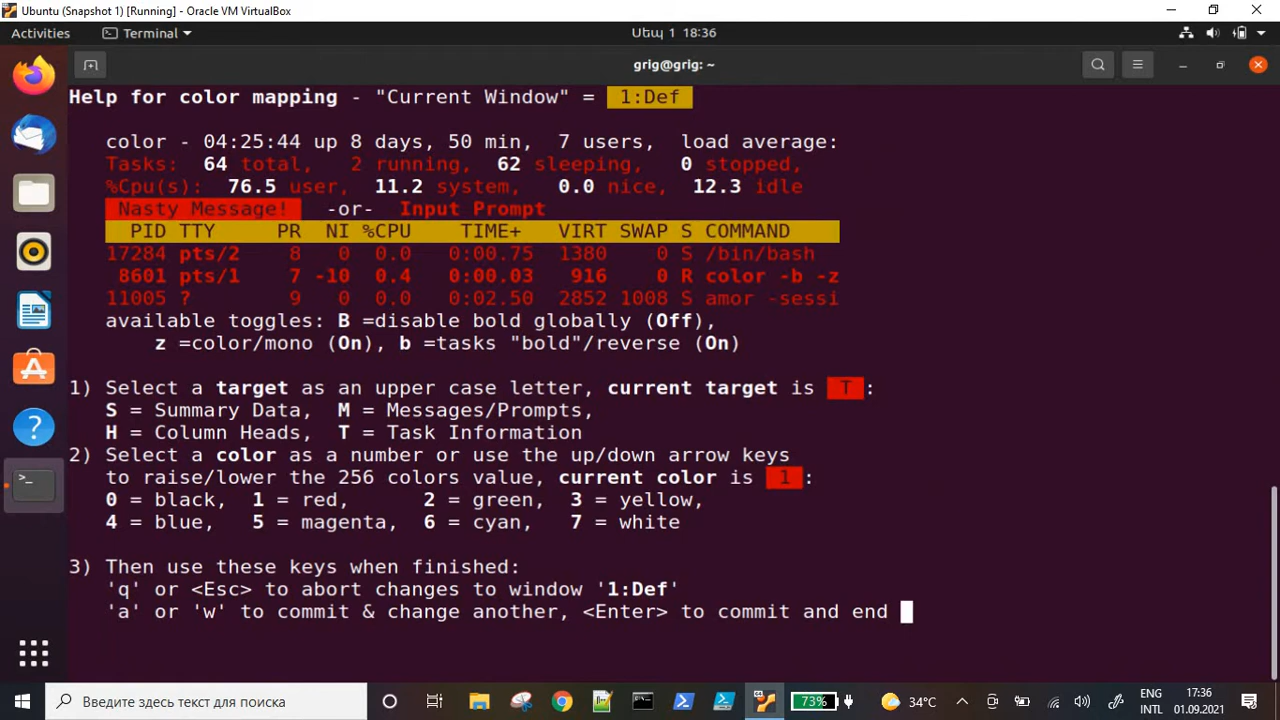 Ubuntu (Snapshot 1) [Running] - Oracle VM VirtualBox
Activities Terminal Սեպ 1 18:36
grig@grig: ~
Help for color mapping - "Current Window" = 1:Def
color - 04:25:44 up 8 days, 50 min, 7 users, load average:
Tasks: 64 total, 2 running, 62 sleeping, 0 stopped,
%Cpu(s): 76.5 user, 11.2 system, 0.0 nice, 12.3 idle
Nasty Message! -or- Input Prompt
PID TTY PR NI %CPU TIME+ VIRT SWAP S COMMAND
17284 pts/2 8 0 0.0 0:00.75 1380 0 S /bin/bash
8601 pts/1 7 -10 0.4 0:00.03 916 0 R color -b -z
11005 ? 9 0 0.0 0:02.50 2852 1008 S amor -sessi
available toggles: B =disable bold globally (Off),
z =color/mono (On), b =tasks "bold"/reverse (On)
1) Select a target as an upper case letter, current target is T :
S = Summary Data, M = Messages/Prompts,
H = Column Heads, T = Task Information
2) Select a color as a number or use the up/down arrow keys
to raise/lower the 256 colors value, current color is 1 :
0 = black, 1 = red, 2 = green, 3 = yellow,
4 = blue, 5 = magenta, 6 = cyan, 7 = white
3) Then use these keys when finished:
'q' or <Esc> to abort changes to window '1:Def'
'a' or 'w' to commit & change another, <Enter> to commit and end
Введите здесь текст для поиска 73% 34°C ENG INTL 17:36 01.09.2021